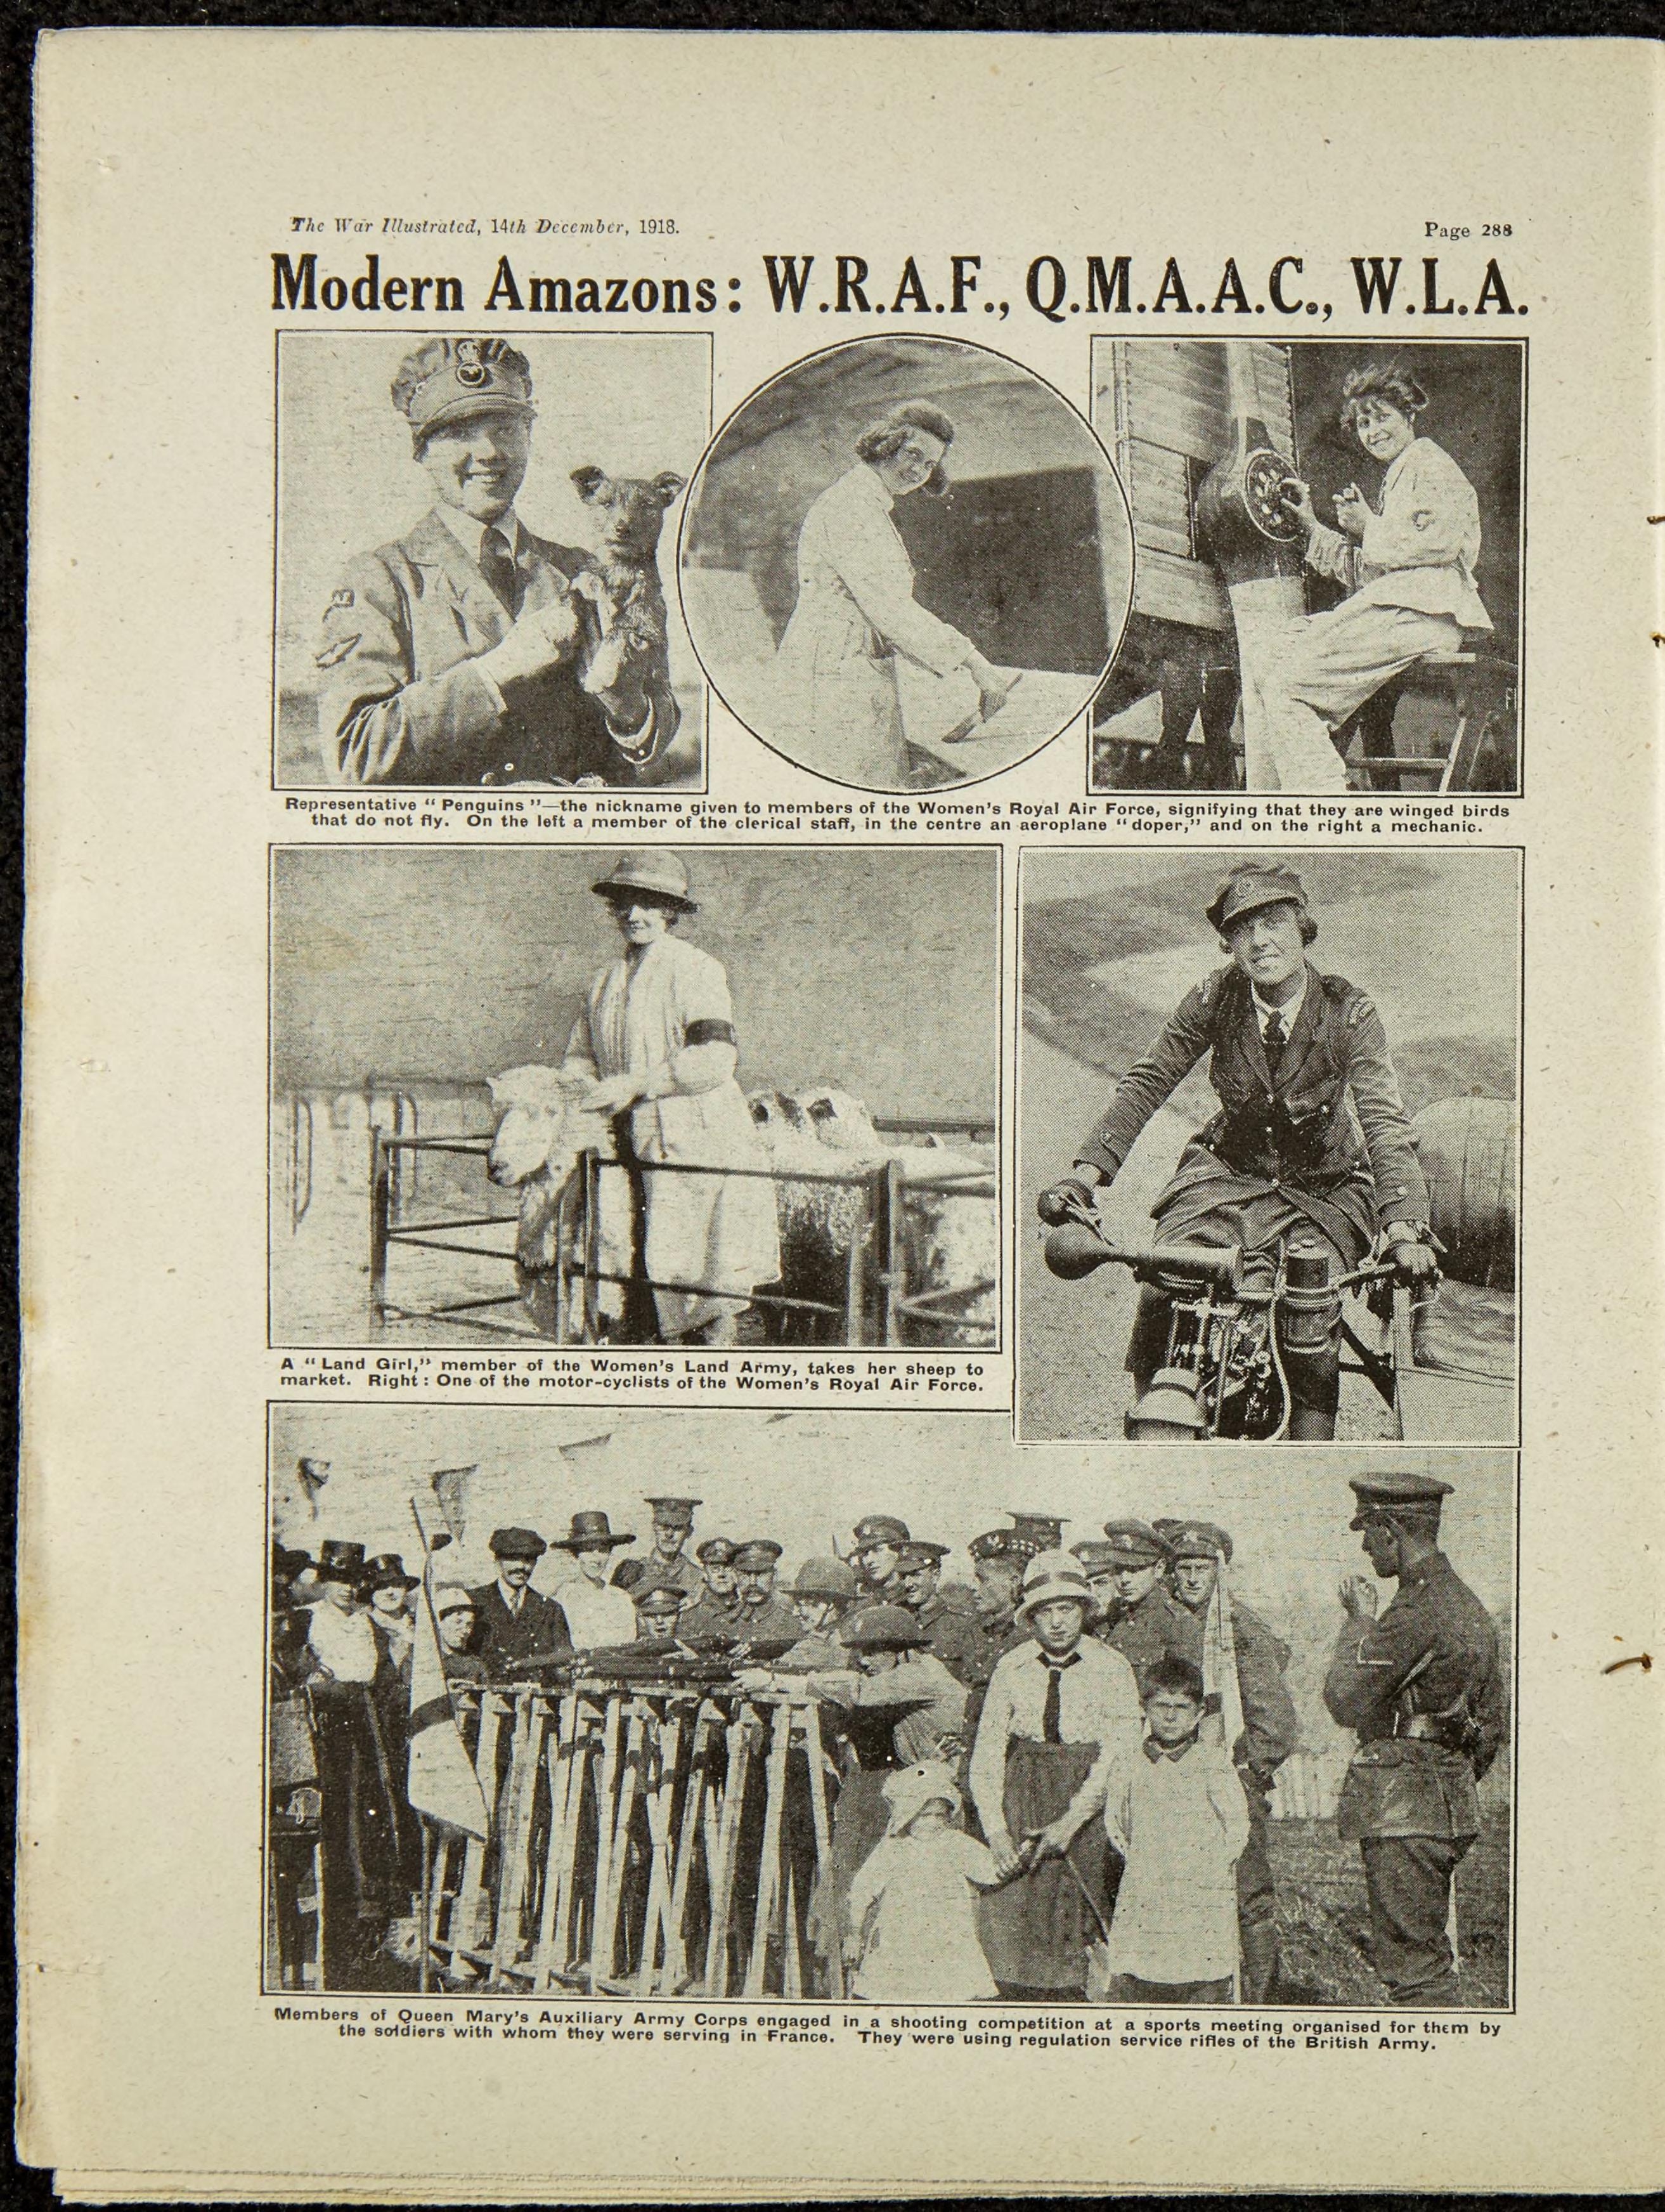 The War Illustrated, 14th December, 1918.
Page 288
Modern Amazons: W.R.A.F., Q.M.A.A.C., W.L.A.
Representative “ Penguins ”—the nickname given to members of the Women's Royal Air Force, signifying that they are winged birds
that do not fly. On the left a member of the clerical staff, in the centre an aeroplane “ doper,” and on the right a mechanic.
A “ Land Girl,” member of the Women's Land Army, takes her sheep to
market. Right : One of the motor-cyclists of the Women's Royal Air Force.
Members of Queen Mary's Auxiliary Army Corps engaged in a shooting competition at a sports meeting organised for them by
the soldiers with whom they were serving in France. They were using regulation service rifles of the British Army.